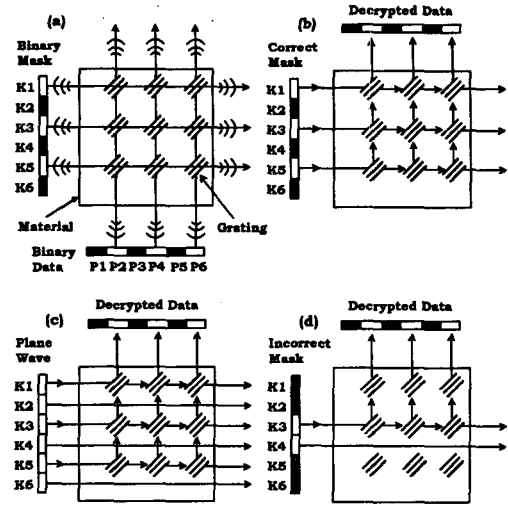 (a)
Binary
Mask
K1
K2
K3
K4
K5
K6
Material
Grating
Binary
Data
P1 P2 P3 P4 P5 P6
(b)
Decrypted Data
Correct
Mask
K1
K2
K3
K4
K5
K6
(c)
Decrypted Data
Plane
Wave
K1
K2
K3
K4
K5
K6
(d)
Decrypted Data
Incorrect
Mask
K1
K2
K3
K4
K5
K6